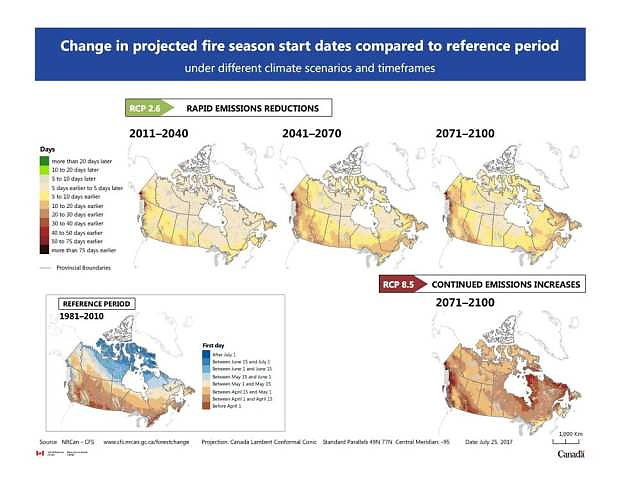 Change in projected fire season start dates compared to reference period
under different climate scenarios and timeframes
RCP 2.6 RAPID EMISSIONS REDUCTIONS
2011–2040 2041–2070 2071–2100
Days
more than 20 days later
10 to 20 days later
5 to 10 days later
5 days earlier to 5 days later
5 to 10 days earlier
10 to 20 days earlier
20 to 30 days earlier
30 to 40 days earlier
40 to 50 days earlier
50 to 75 days earlier
more than 75 days earlier
Provincial Boundaries
RCP 8.5 CONTINUED EMISSIONS INCREASES
2071–2100
REFERENCE PERIOD
1981–2010
First day
After July 1
Between June 15 and July 1
Between June 1 and June 15
Between May 15 and June 1
Between May 1 and May 15
Between April 15 and May 1
Between April 1 and April 15
Before April 1
1,000 Km
Source NRCan – CFS www.cfs.nrcan.gc.ca/forestchange Projection: Canada Lambert Conformal Conic Standard Parallels 49N 77N Central Meridian: -95 Date: July 25, 2017
Canada